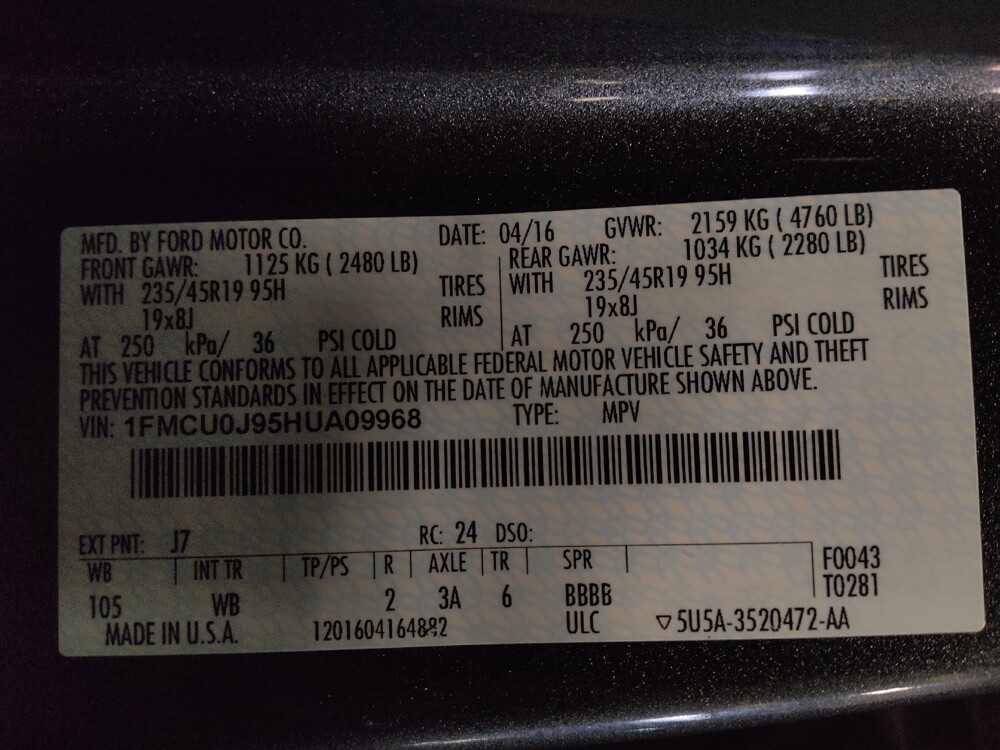 MFD. BY FORD MOTOR CO. DATE: 04/16 GVWR: 2159 KG ( 4760 LB)
FRONT GAWR: 1125 KG ( 2480 LB) REAR GAWR: 1034 KG ( 2280 LB)
WITH 235/45R19 95H TIRES WITH 235/45R19 95H TIRES
19x8J RIMS 19x8J RIMS
AT 250 kPa/ 36 PSI COLD AT 250 kPa/ 36 PSI COLD
THIS VEHICLE CONFORMS TO ALL APPLICABLE FEDERAL MOTOR VEHICLE SAFETY AND THEFT
PREVENTION STANDARDS IN EFFECT ON THE DATE OF MANUFACTURE SHOWN ABOVE.
VIN: 1FMCU0J95HUA09968 TYPE: MPV
EXT PNT: J7 RC: 24 DSO:
WB INT TR TP/PS R AXLE TR SPR F0043
105 WB 2 3A 6 BBBB T0281
MADE IN U.S.A. 1201604164882 ULC ▽5U5A-3520472-AA